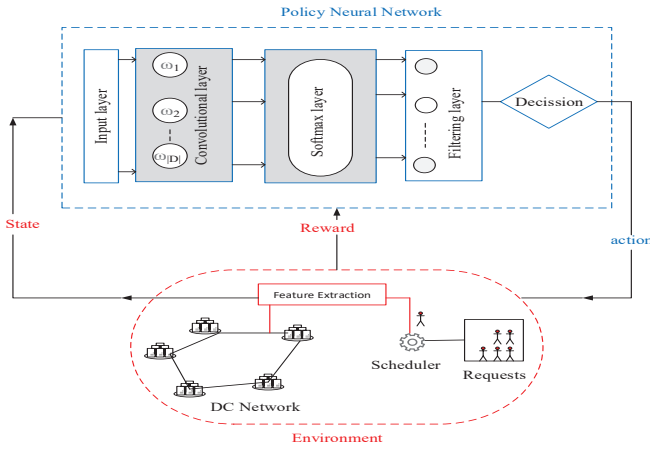 Policy Neural Network
Input layer
ω1
ω2
ω|D|
Convolutional layer
Softmax layer
Filtering layer
Decission
State
Reward
action
Feature Extraction
Scheduler
Requests
DC Network
Environment